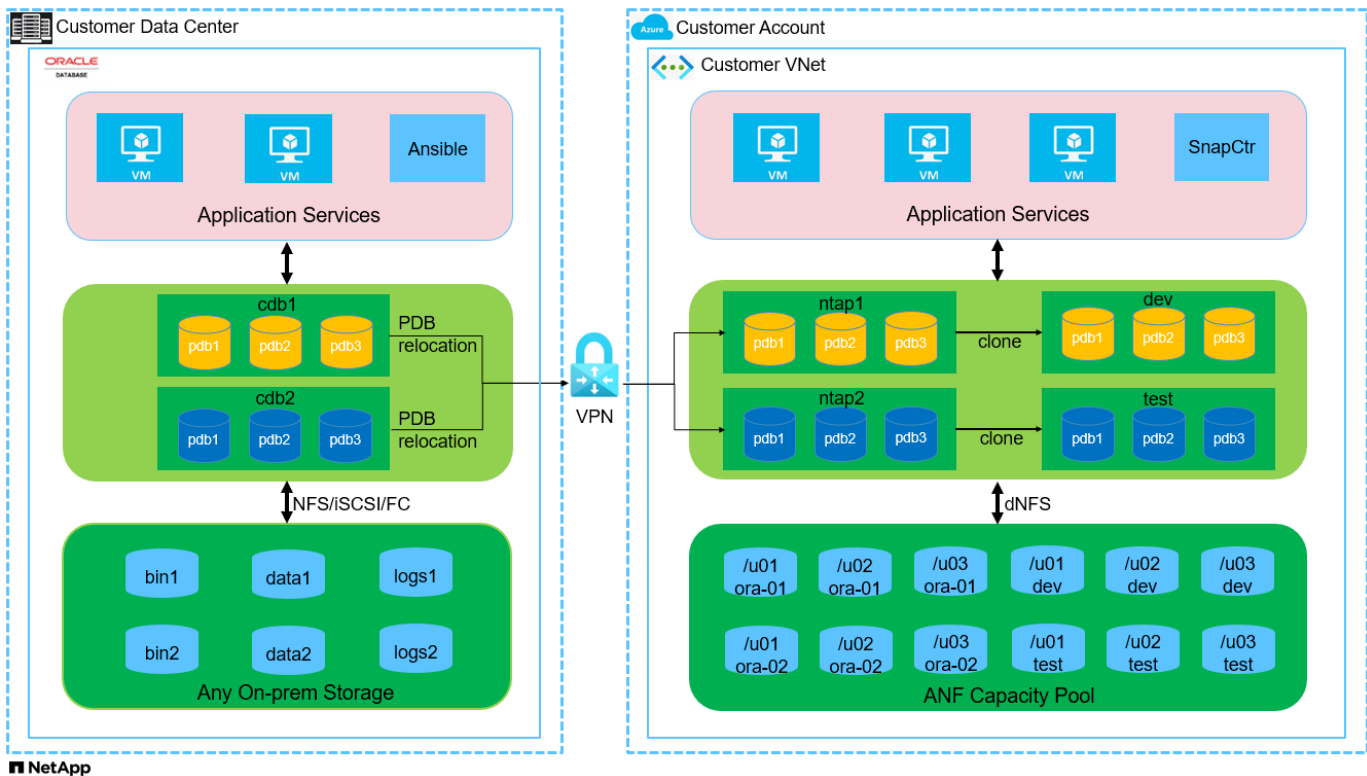 Customer Data Center
ORACLE
DATABASE
VM
VM
Ansible
Application Services
cdb1
pdb1
pdb2
pdb3
PDB
relocation
cdb2
pdb1
pdb2
pdb3
PDB
relocation
NFS/iSCSI/FC
bin1
data1
logs1
bin2
data2
logs2
Any On-prem Storage
VPN
Azure
Customer Account
Customer VNet
VM
VM
VM
SnapCtr
Application Services
ntap1
pdb1
pdb2
pdb3
clone
dev
pdb1
pdb2
pdb3
ntap2
pdb1
pdb2
pdb3
clone
test
pdb1
pdb2
pdb3
dNFS
/u01
ora-01
/u02
ora-01
/u03
ora-01
/u01
dev
/u02
dev
/u03
dev
/u01
ora-02
/u02
ora-02
/u03
ora-02
/u01
test
/u02
test
/u03
test
ANF Capacity Pool
NetApp